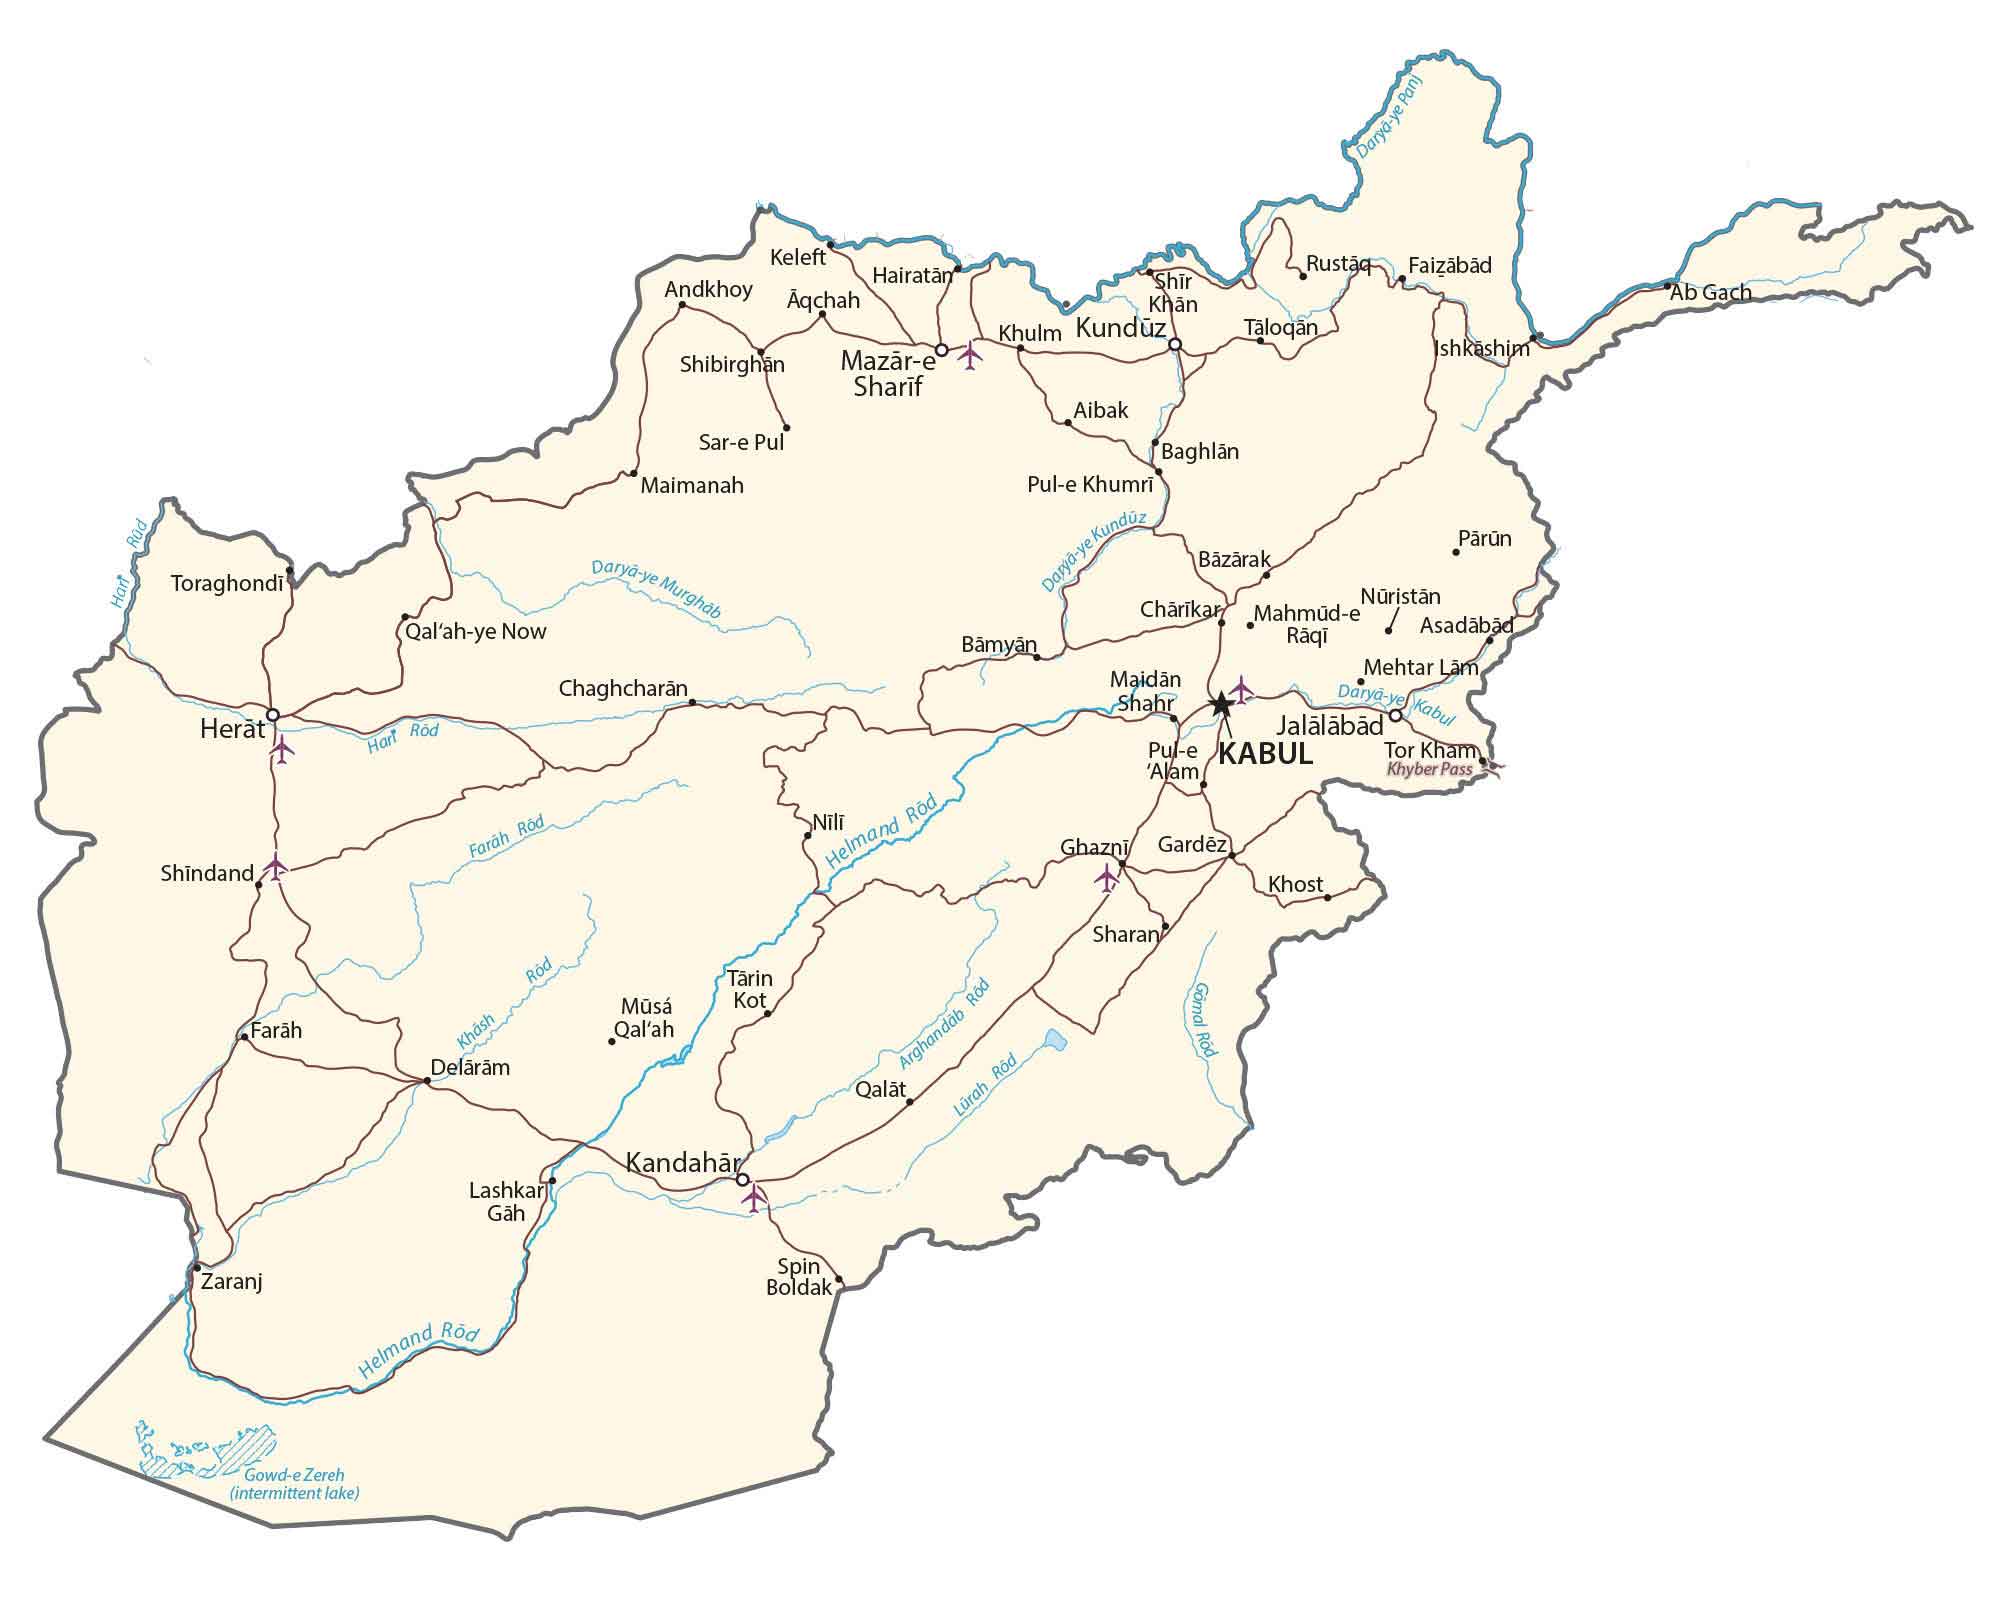 Daryā-ye Panj
Keleft
Hairatān
Rustāq
Faiẕābād
Andkhoy
Āqchah
Shīr
Khān
Ab Gach
Khulm
Kundūz
Tāloqān
Ishkāshim
Shibirghān
Mazār-e
Sharīf
Aibak
Sar-e Pul
Baghlān
Maimanah
Pul-e Khumrī
Harī Rūd
Daryā-ye Kundūz
Pārūn
Toraghondī
Daryā-ye Murghāb
Bāzārak
Nūristān
Chārīkar
Mahmūd-e
Rāqī
Asadābād
Qal‘ah-ye Now
Bāmyān
Mehtar Lām
Chaghcharān
Maidān
Shahr
Daryā-ye Kabul
Herāt
Harī Rōd
Jalālābād
KABUL
Pul-e
‘Alam
Tor Kham
Khyber Pass
Nīlī
Helmand Rōd
Farāh Rōd
Ghaznī
Gardēz
Shīndand
Khost
Sharan
Khāsh Rōd
Tārin
Kot
Mūsá
Qal‘ah
Arghandāb Rōd
Gōmal Rōd
Farāh
Delārām
Qalāt
Lūrah Rōd
Kandahār
Lashkar
Gāh
Zaranj
Spin
Boldak
Helmand Rōd
Gowd-e Zereh
(intermittent lake)